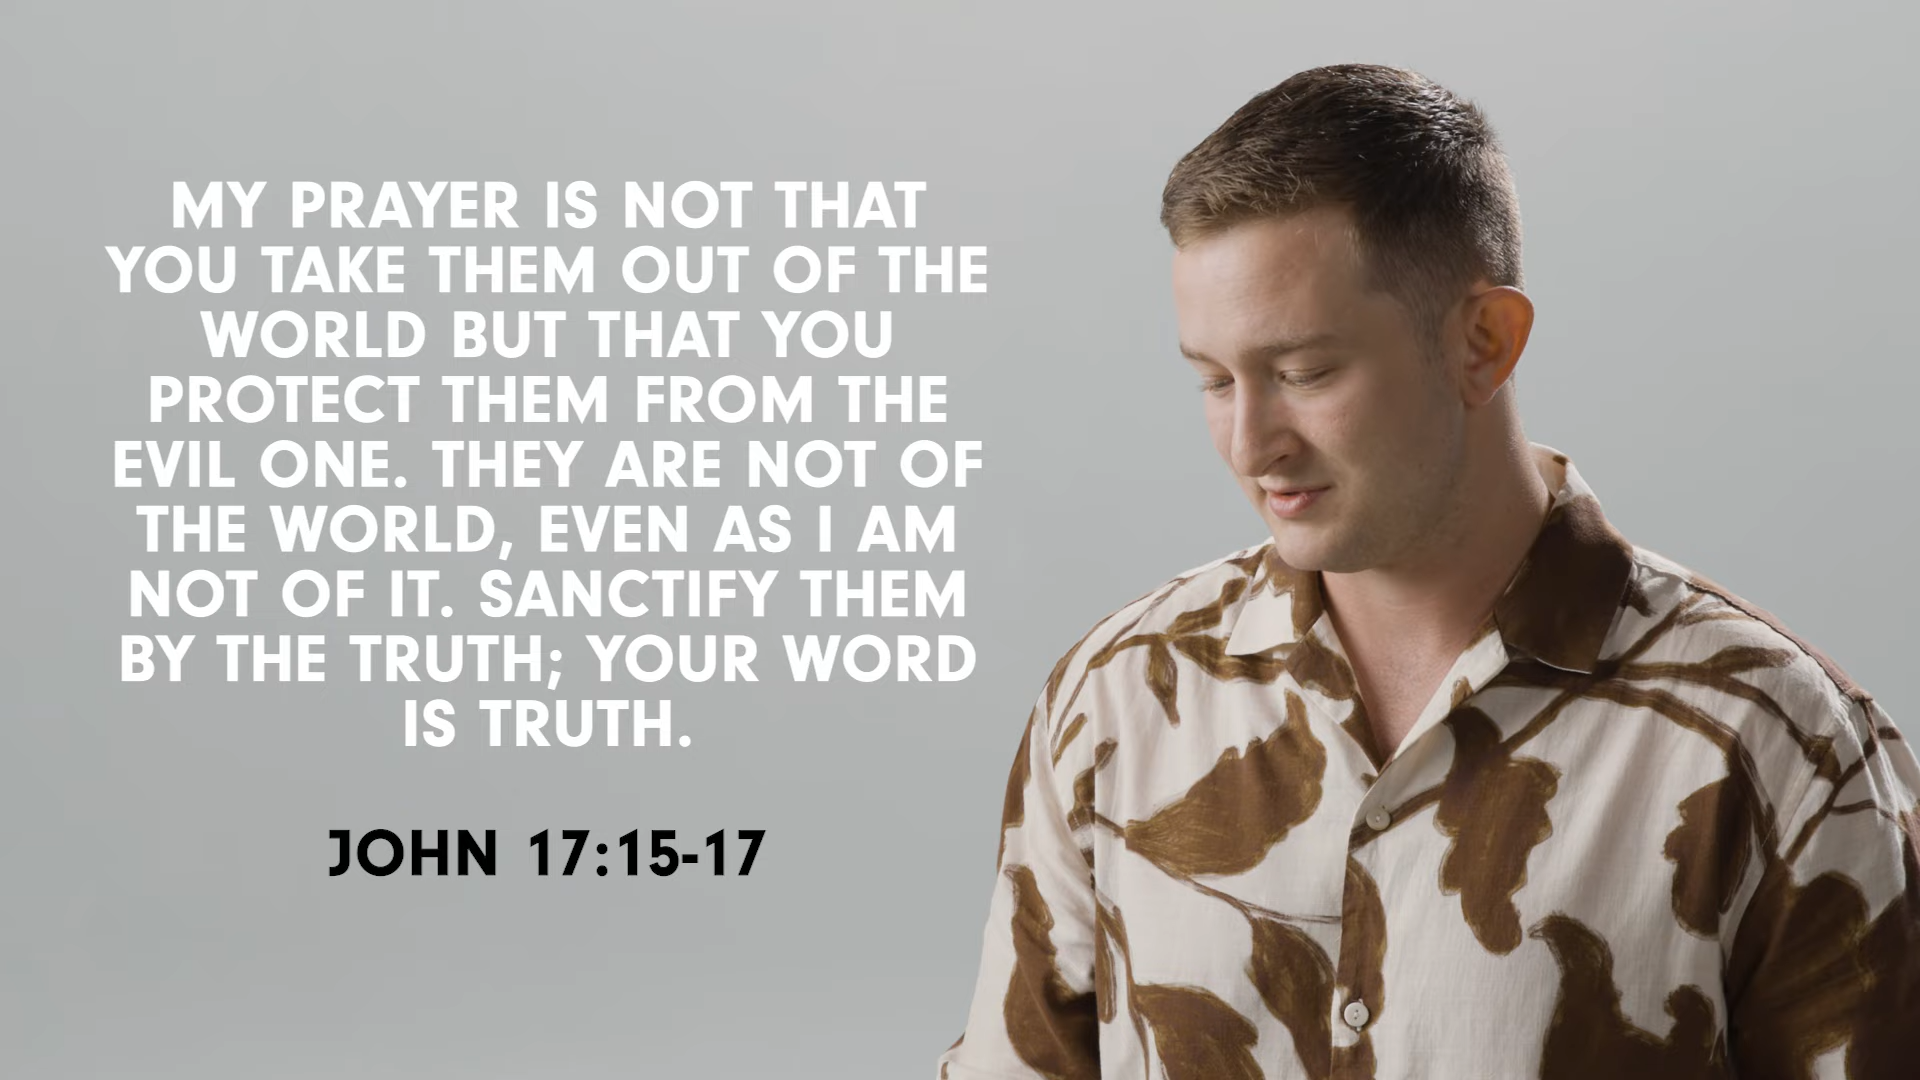 MY PRAYER IS NOT THAT
YOU TAKE THEM OUT OF THE
WORLD BUT THAT YOU
PROTECT THEM FROM THE
EVIL ONE. THEY ARE NOT OF
THE WORLD, EVEN AS I AM
NOT OF IT. SANCTIFY THEM
BY THE TRUTH; YOUR WORD
IS TRUTH.
JOHN 17:15-17